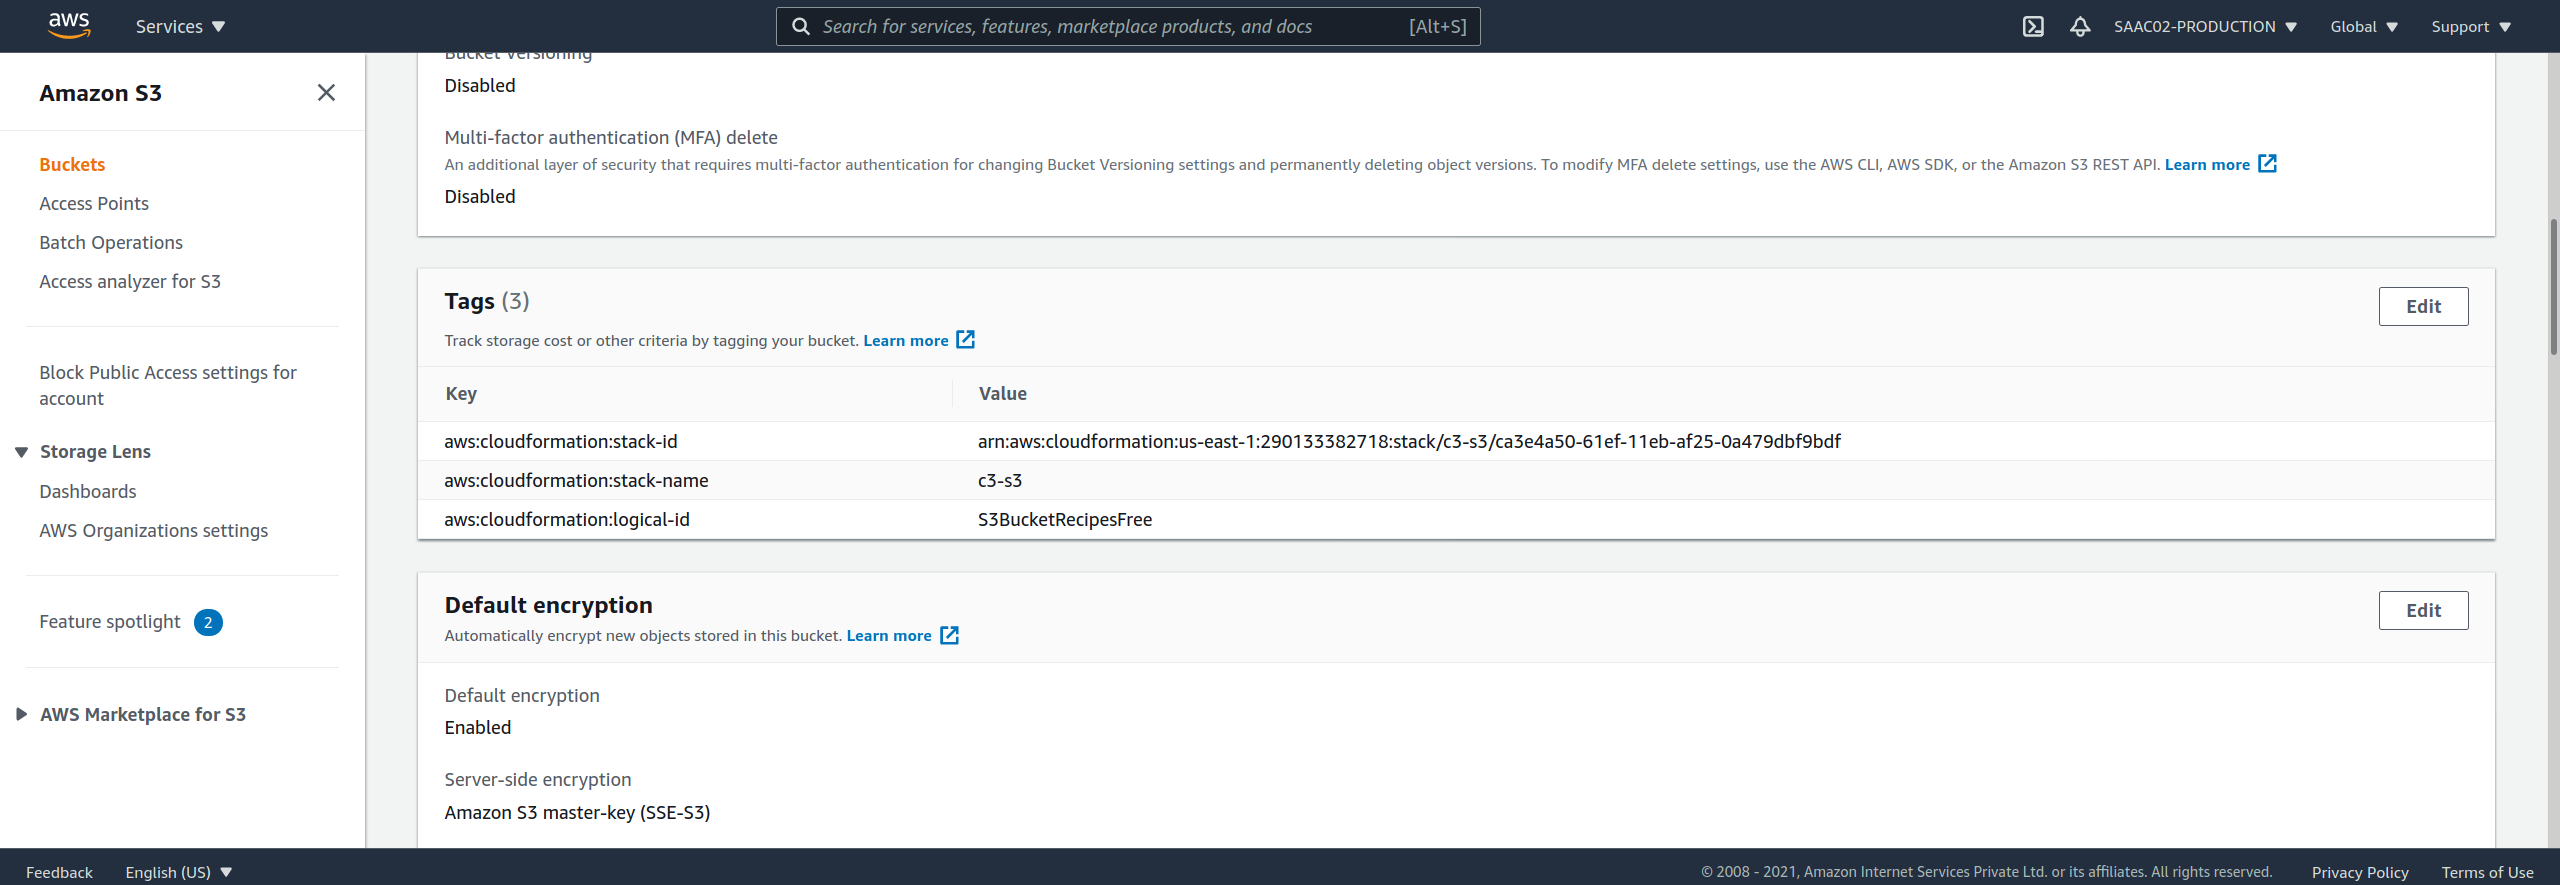 aws
Services
Search for services, features, marketplace products, and docs [Alt+S]
SAAC02-PRODUCTION
Global
Support
Amazon S3
Buckets
Access Points
Batch Operations
Access analyzer for S3
Block Public Access settings for
account
Storage Lens
Dashboards
AWS Organizations settings
Feature spotlight 2
AWS Marketplace for S3
Bucket Versioning
Disabled
Multi-factor authentication (MFA) delete
An additional layer of security that requires multi-factor authentication for changing Bucket Versioning settings and permanently deleting object versions. To modify MFA delete settings, use the AWS CLI, AWS SDK, or the Amazon S3 REST API. Learn more
Disabled
Tags (3)
Edit
Track storage cost or other criteria by tagging your bucket. Learn more
Key Value
aws:cloudformation:stack-id arn:aws:cloudformation:us-east-1:290133382718:stack/c3-s3/ca3e4a50-61ef-11eb-af25-0a479dbf9bdf
aws:cloudformation:stack-name c3-s3
aws:cloudformation:logical-id S3BucketRecipesFree
Default encryption
Edit
Automatically encrypt new objects stored in this bucket. Learn more
Default encryption
Enabled
Server-side encryption
Amazon S3 master-key (SSE-S3)
Feedback
English (US)
© 2008 - 2021, Amazon Internet Services Private Ltd. or its affiliates. All rights reserved.
Privacy Policy
Terms of Use